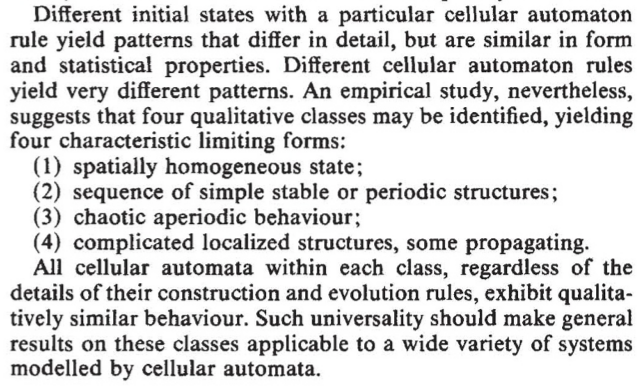 Different initial states with a particular cellular automaton
rule yield patterns that differ in detail, but are similar in form
and statistical properties. Different cellular automaton rules
yield very different patterns. An empirical study, nevertheless,
suggests that four qualitative classes may be identified, yielding
four characteristic limiting forms:
(1) spatially homogeneous state;
(2) sequence of simple stable or periodic structures;
(3) chaotic aperiodic behaviour;
(4) complicated localized structures, some propagating.
All cellular automata within each class, regardless of the
details of their construction and evolution rules, exhibit qualita-
tively similar behaviour. Such universality should make general
results on these classes applicable to a wide variety of systems
modelled by cellular automata.